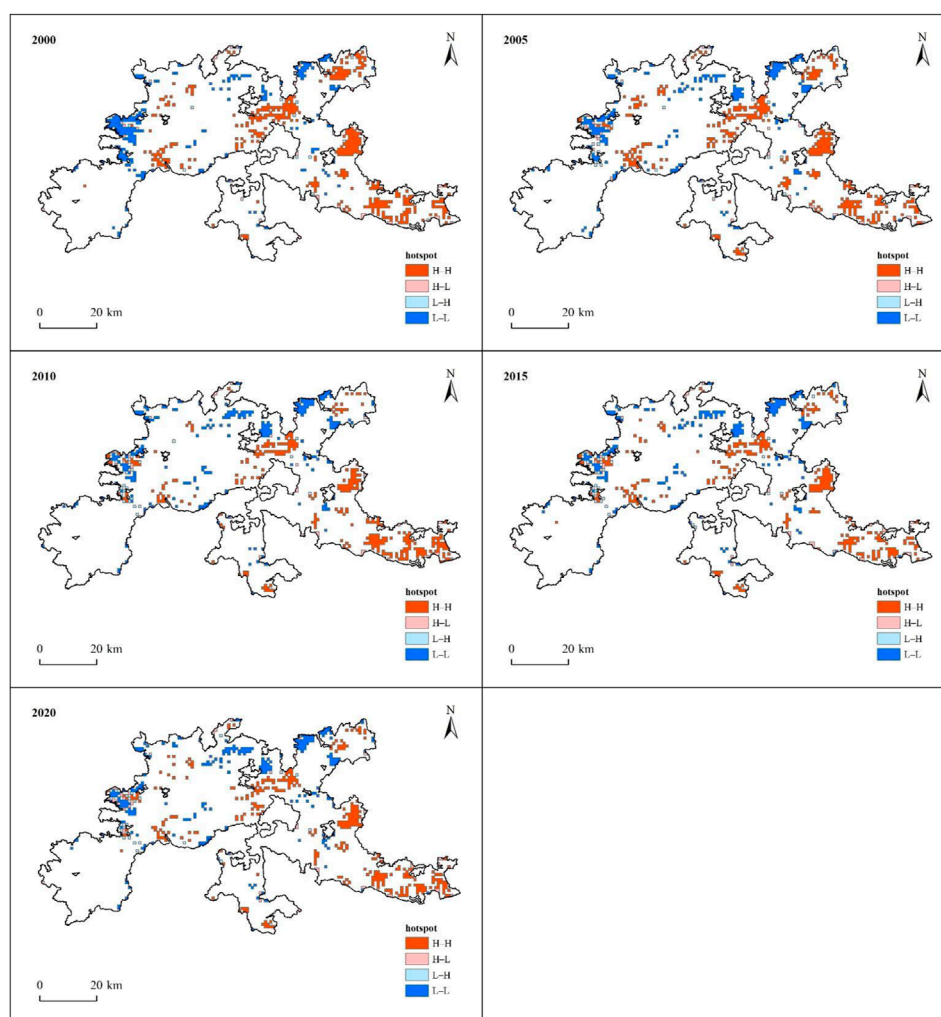 2000
N
hotspot
H–H
H–L
L–H
L–L
0 20 km
2005
N
hotspot
H–H
H–L
L–H
L–L
0 20 km
2010
N
hotspot
H–H
H–L
L–H
L–L
0 20 km
2015
N
hotspot
H–H
H–L
L–H
L–L
0 20 km
2020
N
hotspot
H–H
H–L
L–H
L–L
0 20 km